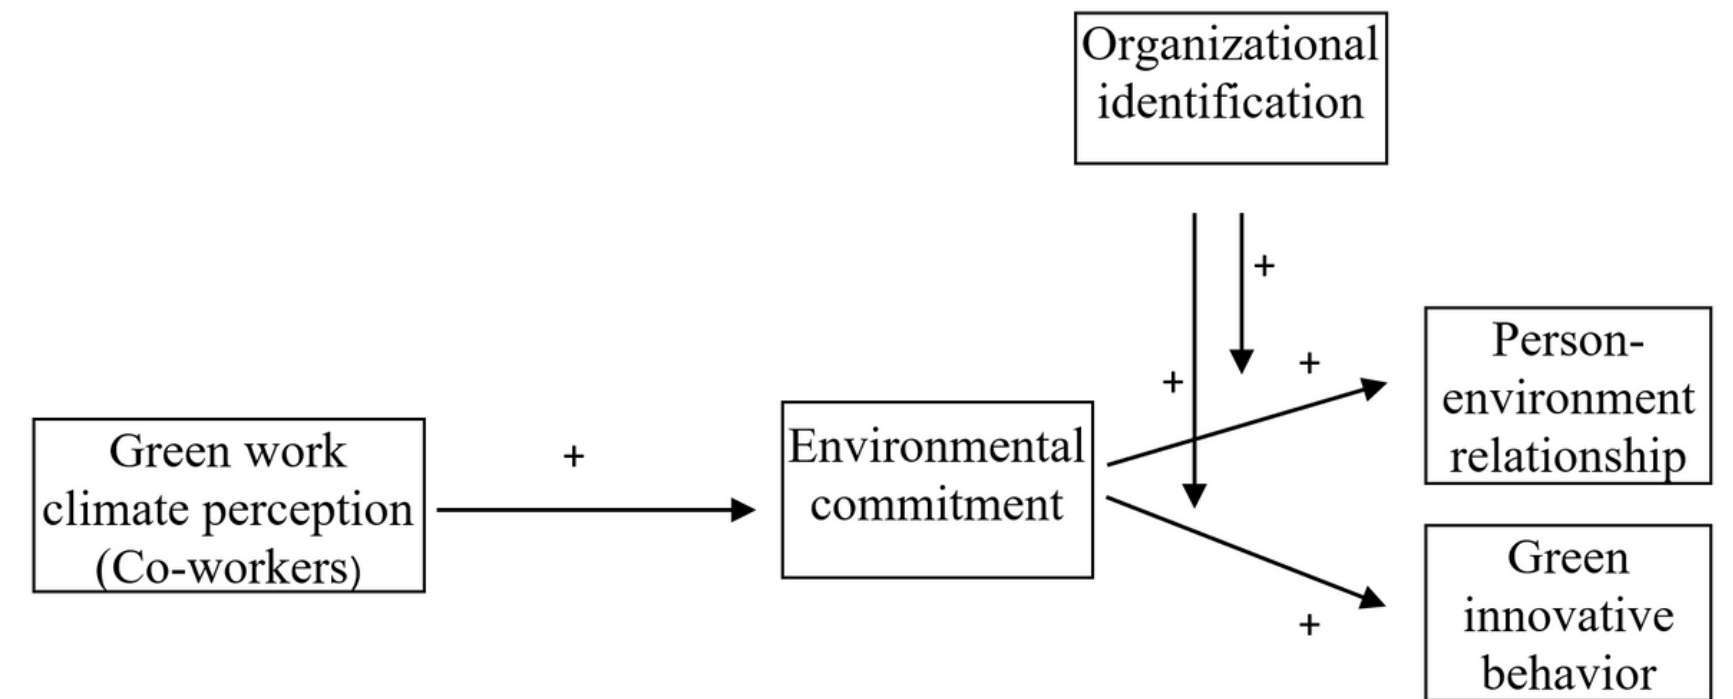 Organizational
identification
+
+
+
Person-
environment
relationship
Green work
climate perception
(Co-workers)
+
Environmental
commitment
+
Green
innovative
behavior